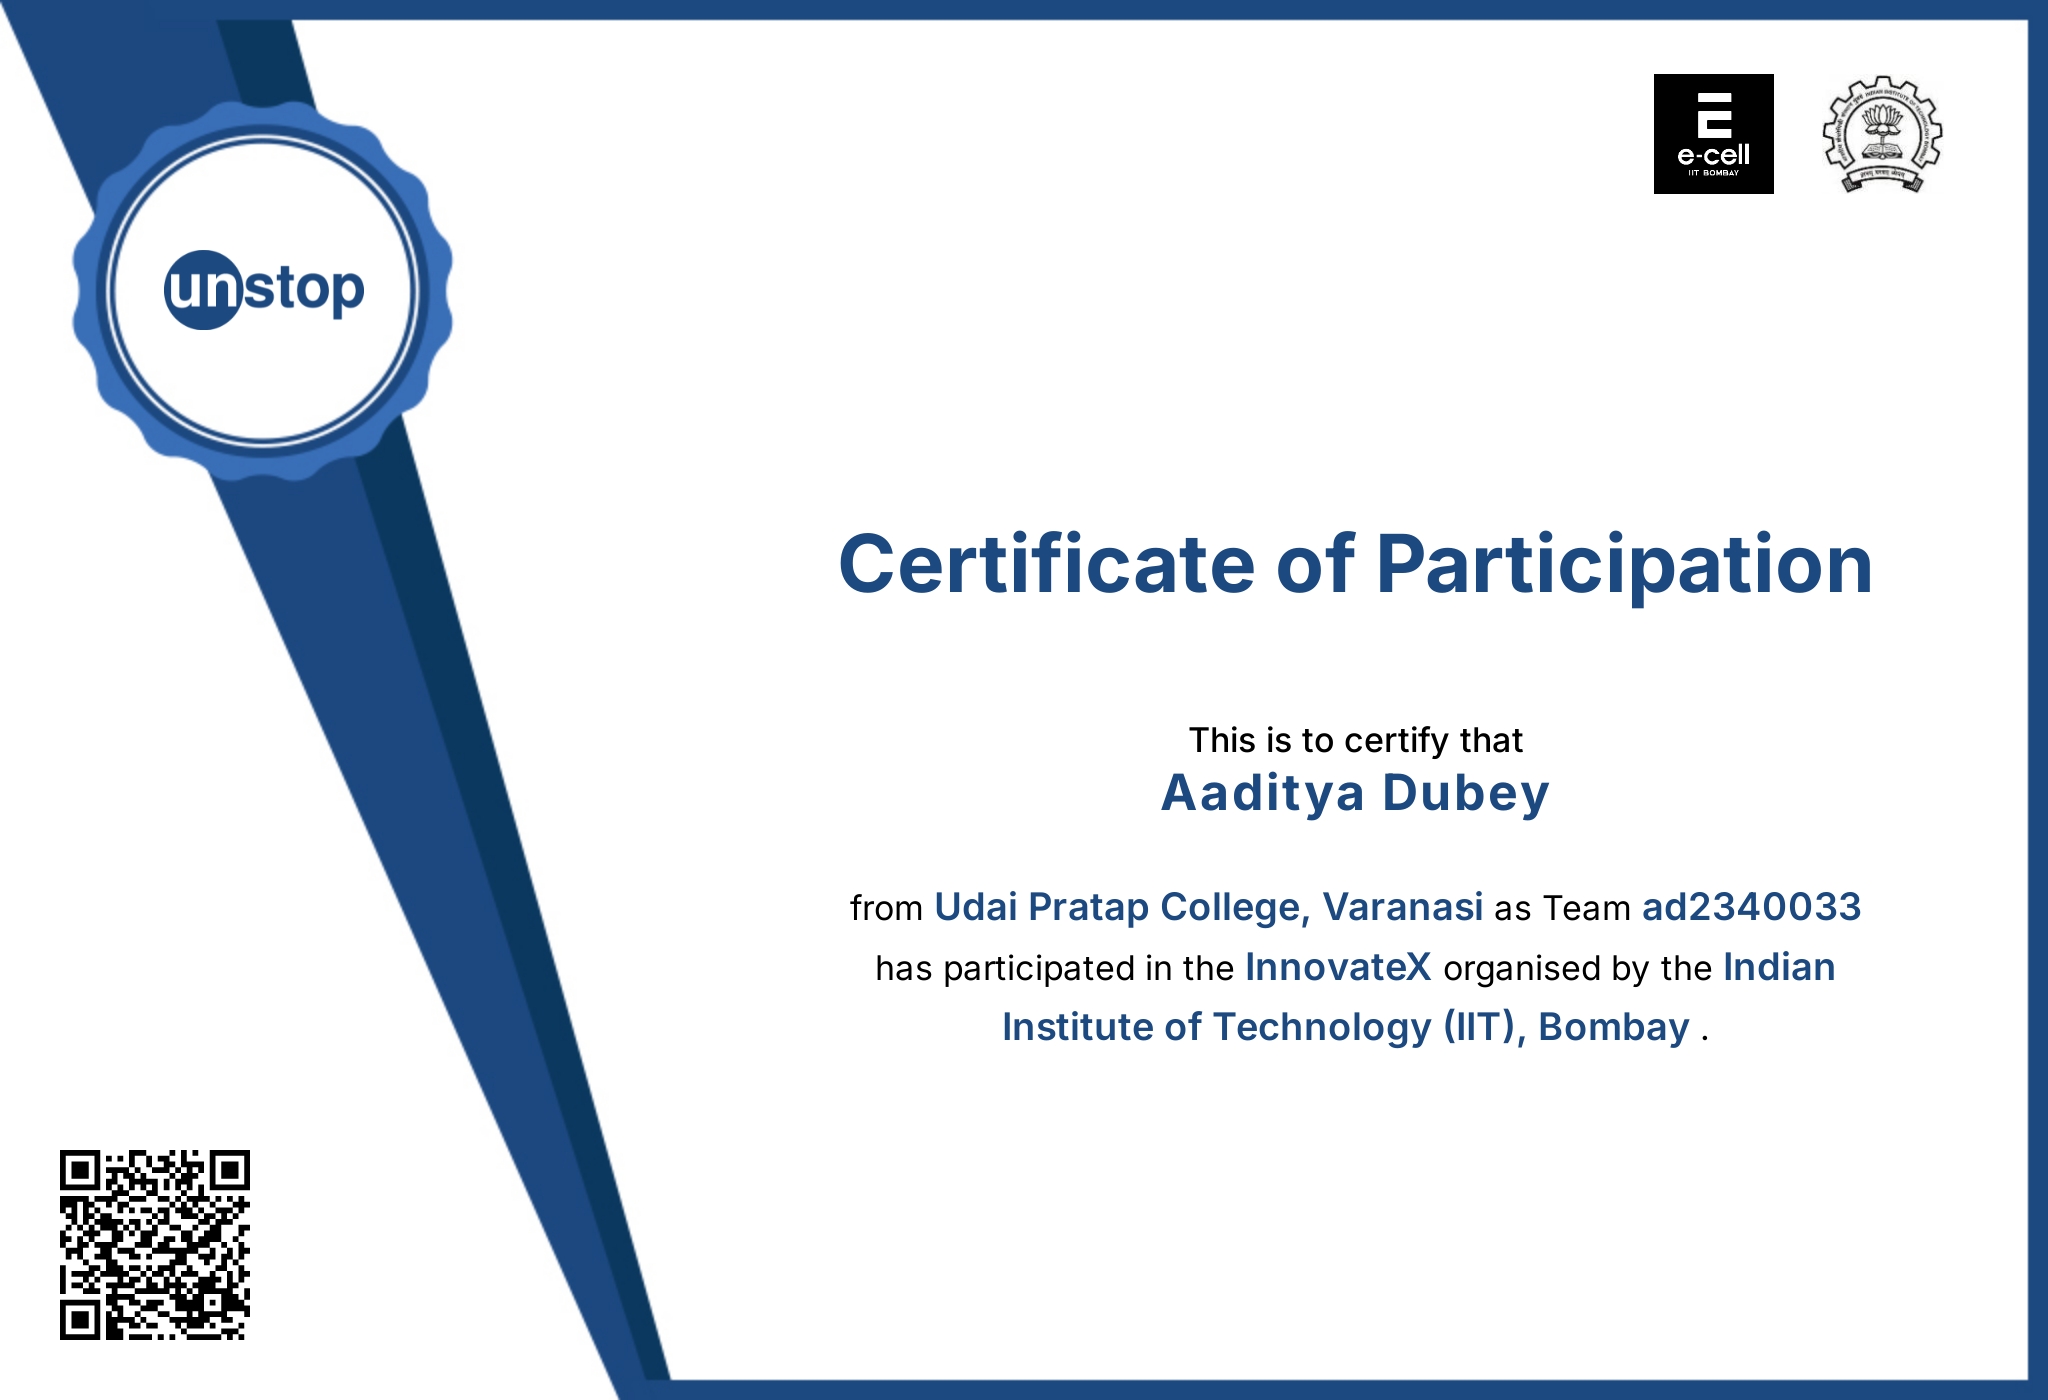 e-cell
IIT BOMBAY
unstop
Certificate of Participation
This is to certify that
Aaditya Dubey
from Udai Pratap College, Varanasi as Team ad2340033
has participated in the InnovateX organised by the Indian
Institute of Technology (IIT), Bombay .